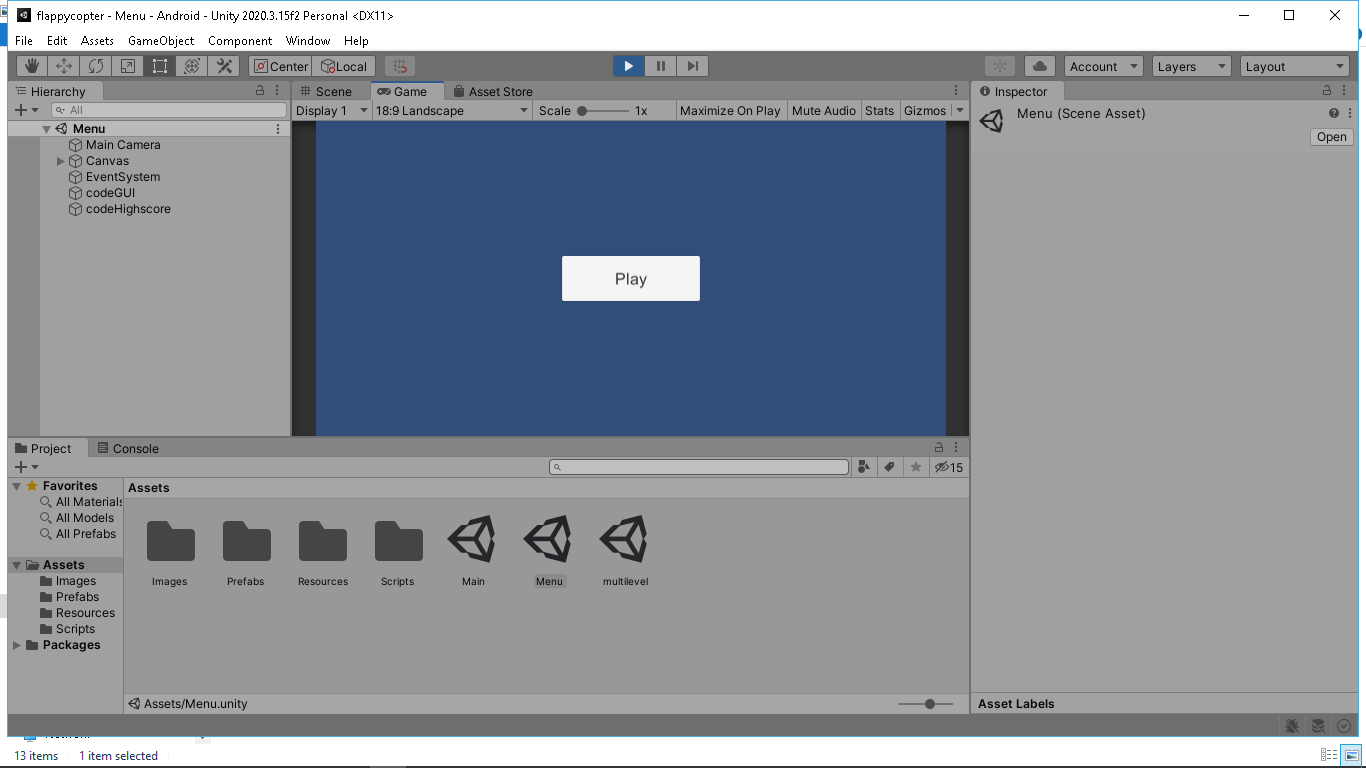 flappycopter - Menu - Android - Unity 2020.3.15f2 Personal <DX11>
File Edit Assets GameObject Component Window Help
Center Local Account Layers Layout
Hierarchy Scene Game Asset Store Inspector
All Display 1 18:9 Landscape Scale 1x Maximize On Play Mute Audio Stats Gizmos Menu (Scene Asset)
Menu Open
Main Camera
Canvas
EventSystem
codeGUI
codeHighscore
Play
Project Console
15
Favorites Assets
All Materials
All Models
All Prefabs
Assets
Images
Prefabs
Resources
Scripts
Packages
Images Prefabs Resources Scripts Main Menu multilevel
Assets/Menu.unity Asset Labels
13 items 1 item selected